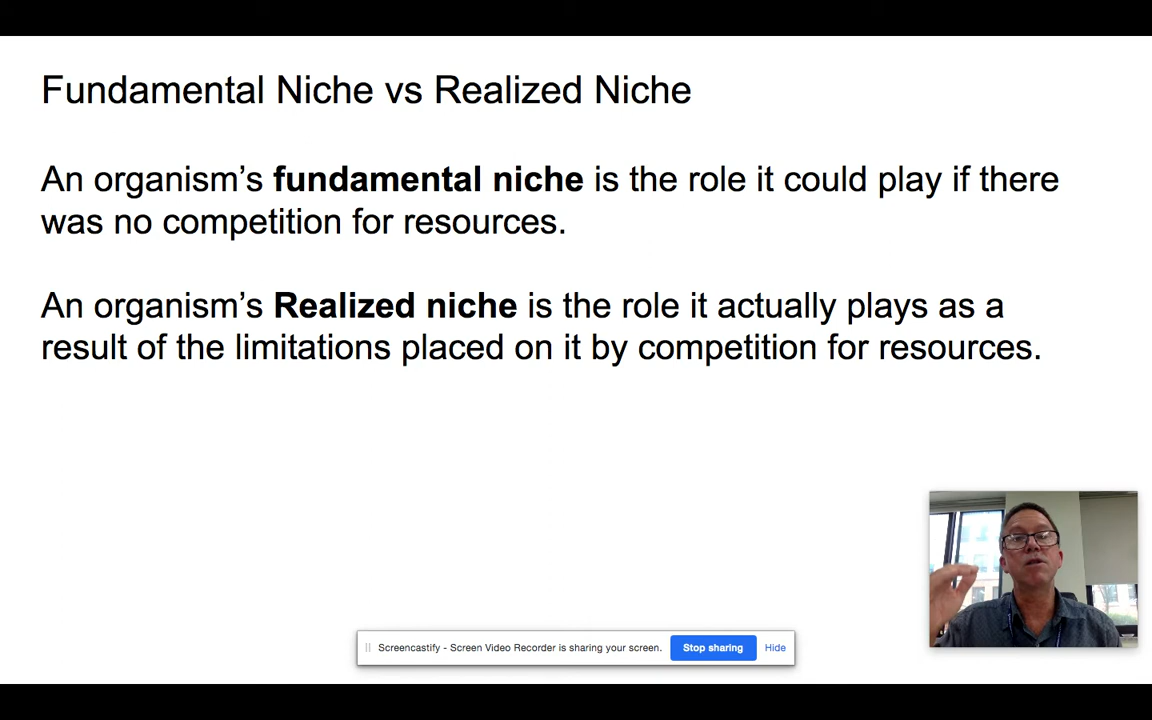 Fundamental Niche vs Realized Niche
An organism’s fundamental niche is the role it could play if there
was no competition for resources.
An organism’s Realized niche is the role it actually plays as a
result of the limitations placed on it by competition for resources.
Screencastify - Screen Video Recorder is sharing your screen. Stop sharing Hide